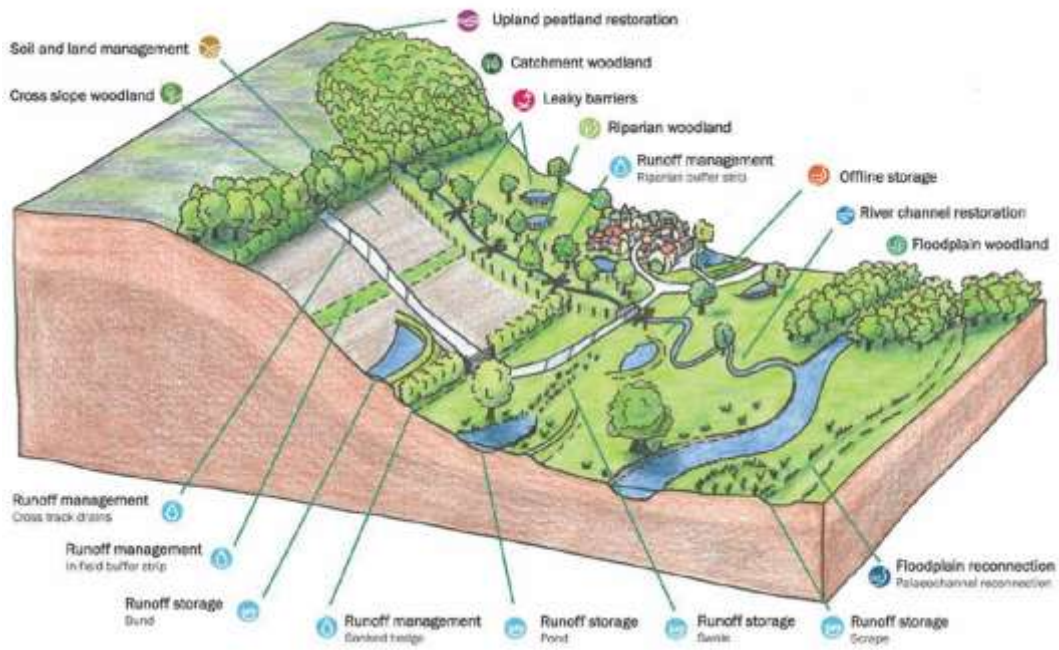 Upland peatland restoration
Soil and land management
Catchment woodland
Cross slope woodland
Leaky barriers
Riparian woodland
Runoff management
Riparian buffer strip
Offline storage
River channel restoration
Floodplain woodland
Runoff management
Cross track drains
Runoff management
In field buffer strip
Runoff storage
Bund
Runoff management
Banked hedge
Runoff storage
Pond
Runoff storage
Swale
Runoff storage
Scrape
Floodplain reconnection
Palaeochannel reconnection